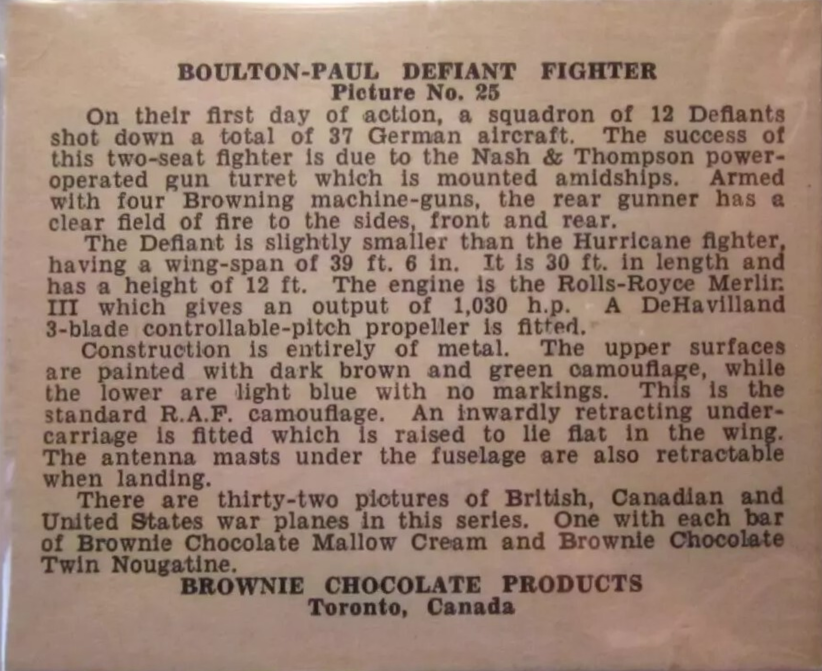 BOULTON-PAUL DEFIANT FIGHTER
Picture No. 25
On their first day of action, a squadron of 12 Defiants
shot down a total of 37 German aircraft. The success of
this two-seat fighter is due to the Nash & Thompson power-
operated gun turret which is mounted amidships. Armed
with four Browning machine-guns, the rear gunner has a
clear field of fire to the sides, front and rear.
The Defiant is slightly smaller than the Hurricane fighter,
having a wing-span of 39 ft. 6 in. It is 30 ft. in length and
has a height of 12 ft. The engine is the Rolls-Royce Merlin
III which gives an output of 1,030 h.p. A DeHavilland
3-blade controllable-pitch propeller is fitted.
Construction is entirely of metal. The upper surfaces
are painted with dark brown and green camouflage, while
the lower are light blue with no markings. This is the
standard R.A.F. camouflage. An inwardly retracting under-
carriage is fitted which is raised to lie flat in the wing.
The antenna masts under the fuselage are also retractable
when landing.
There are thirty-two pictures of British, Canadian and
United States war planes in this series. One with each bar
of Brownie Chocolate Mallow Cream and Brownie Chocolate
Twin Nougatine.
BROWNIE CHOCOLATE PRODUCTS
Toronto, Canada